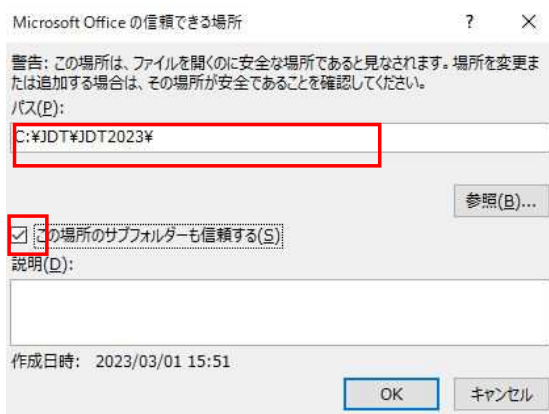 Microsoft Office の信頼できる場所 ? ×
警告: この場所は、ファイルを開くのに安全な場所であると見なされます。場所を変更ま
たは追加する場合は、その場所が安全であることを確認してください。
パス(P):
C:¥JDT¥JDT2023¥
参照(B)...
この場所のサブフォルダーも信頼する(S)
説明(D):
作成日時: 2023/03/01 15:51
OK キャンセル